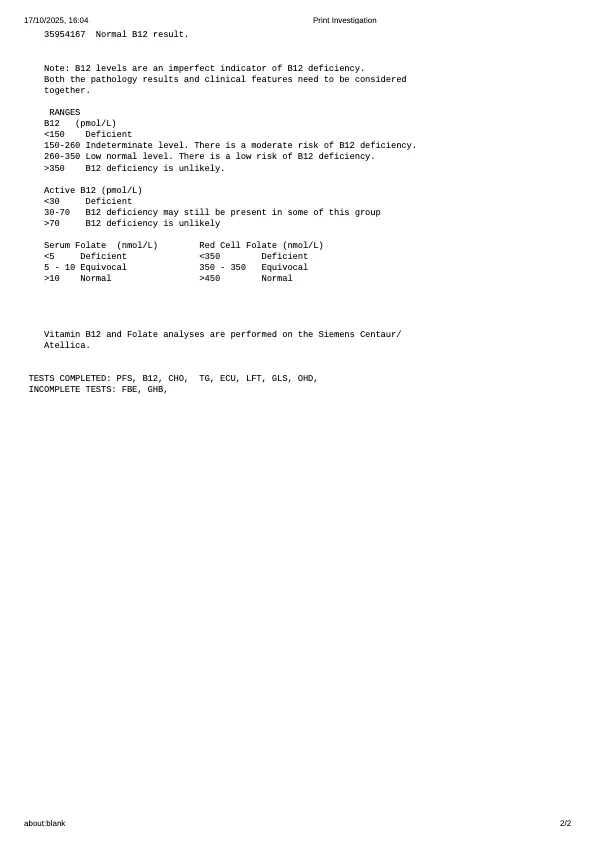 17/10/2025, 16:04 Print Investigation
35954167  Normal B12 result.
Note: B12 levels are an imperfect indicator of B12 deficiency.
Both the pathology results and clinical features need to be considered
together.
RANGES
B12   (pmol/L)
<150    Deficient
150-260 Indeterminate level. There is a moderate risk of B12 deficiency.
260-350 Low normal level. There is a low risk of B12 deficiency.
>350    B12 deficiency is unlikely.
Active B12 (pmol/L)
<30     Deficient
30-70   B12 deficiency may still be present in some of this group
>70     B12 deficiency is unlikely
Serum Folate  (nmol/L)        Red Cell Folate (nmol/L)
<5     Deficient              <350        Deficient
5 - 10 Equivocal              350 - 350   Equivocal
>10    Normal                 >450        Normal
Vitamin B12 and Folate analyses are performed on the Siemens Centaur/
Atellica.
TESTS COMPLETED: PFS, B12, CHO,  TG, ECU, LFT, GLS, OHD,
INCOMPLETE TESTS: FBE, GHB,
about:blank 2/2